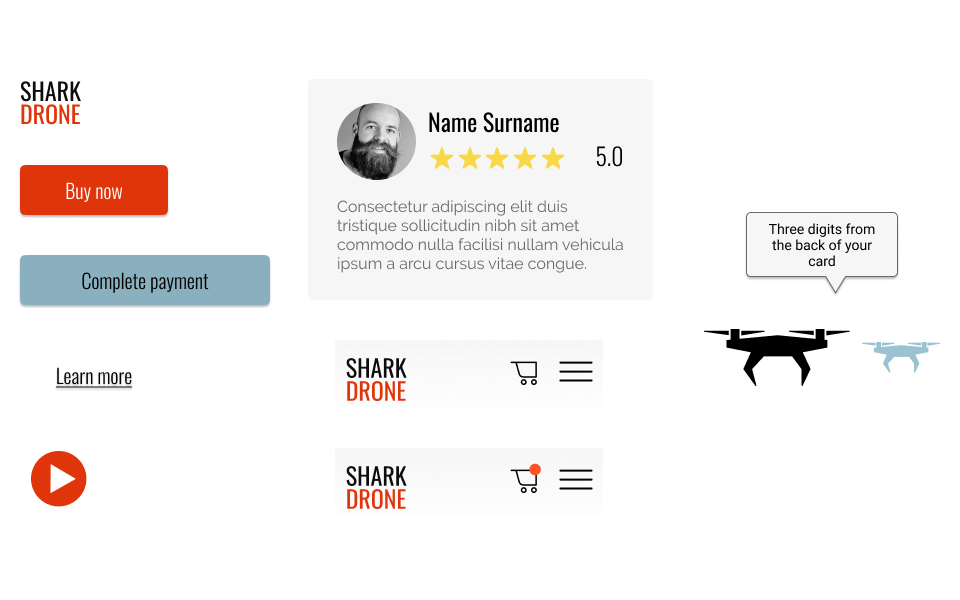 SHARK
DRONE
Buy now
Complete payment
Learn more
Name Surname
5.0
Consectetur adipiscing elit duis
tristique sollicitudin nibh sit amet
commodo nulla facilisi nullam vehicula
ipsum a arcu cursus vitae congue.
SHARK
DRONE
SHARK
DRONE
Three digits from
the back of your
card